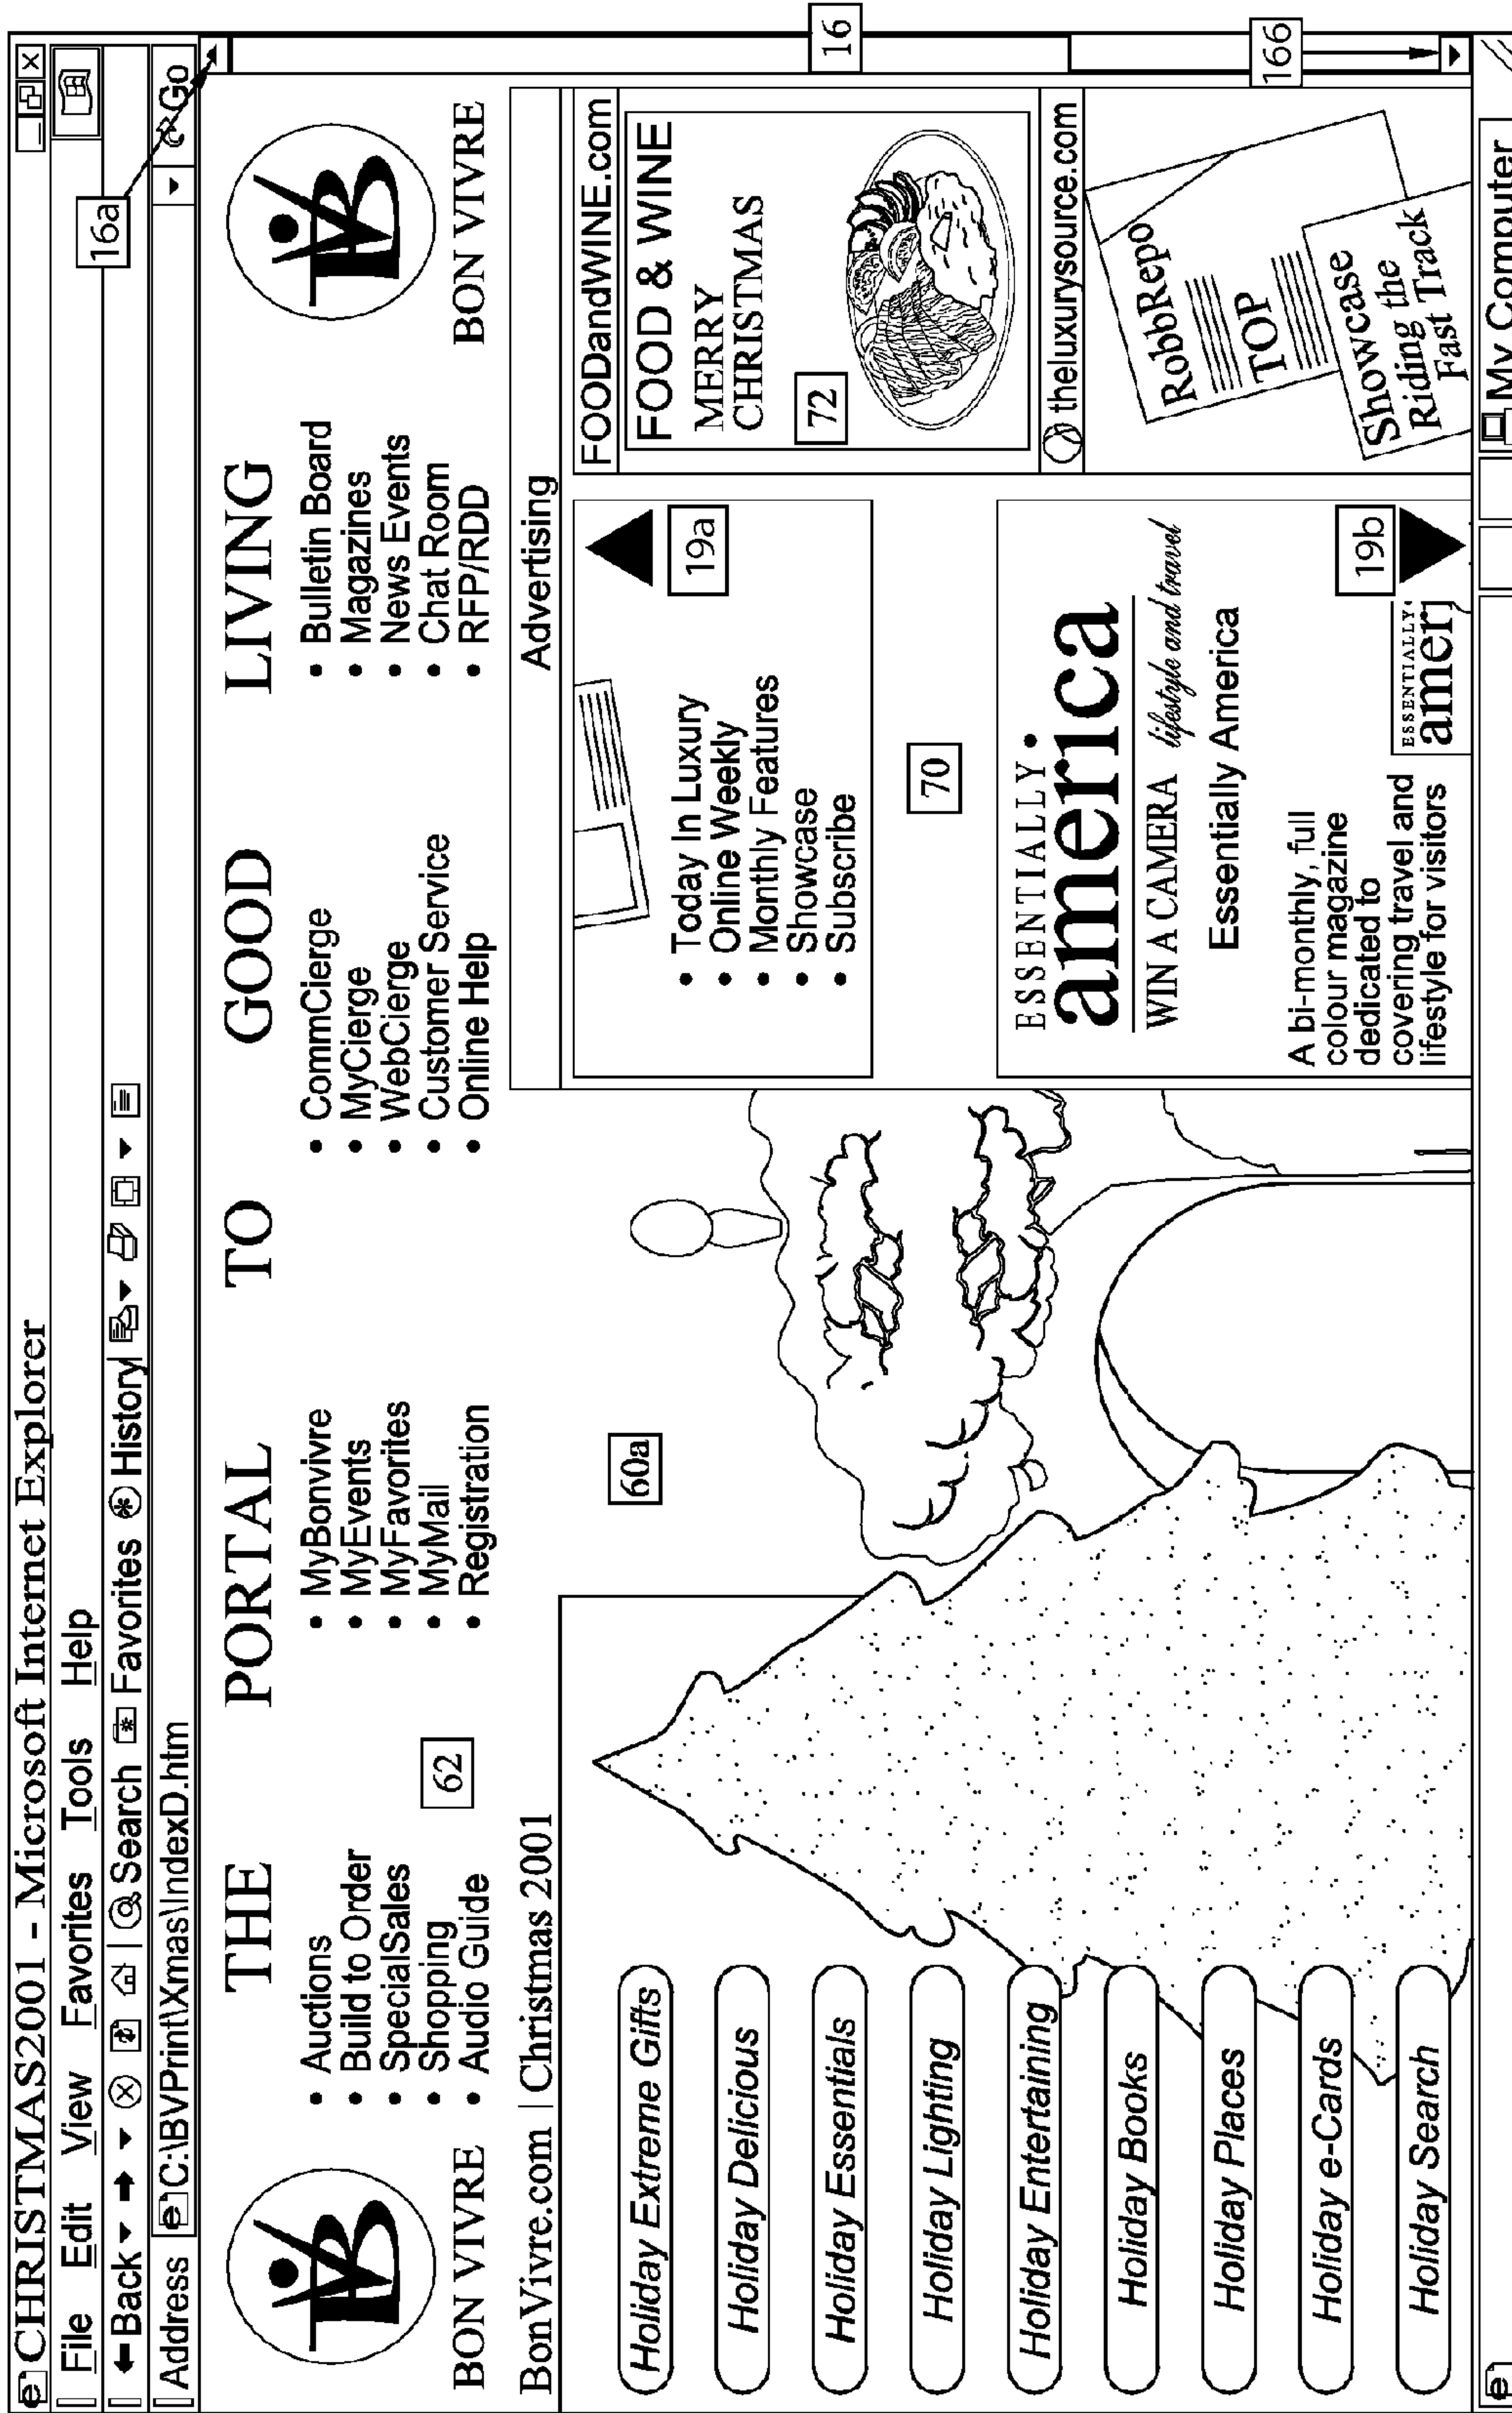 CHRISTMAS2001 - Microsoft Internet Explorer
File Edit View Favorites Tools Help
Back Search Favorites History
16a
Address C:\BVPrint\Xmas\IndexD.htm Go
THE PORTAL TO GOOD LIVING
BON VIVRE
• Auctions
• Build to Order
• SpecialSales
• Shopping
• Audio Guide
62
• MyBonvivre
• MyEvents
• MyFavorites
• MyMail
• Registration
• CommCierge
• MyCierge
• WebCierge
• Customer Service
• Online Help
• Bulletin Board
• Magazines
• News Events
• Chat Room
• RFP/RDD
BON VIVRE
BonVivre.com | Christmas 2001
Holiday Extreme Gifts
Holiday Delicious
Holiday Essentials
Holiday Lighting
Holiday Entertaining
Holiday Books
Holiday Places
Holiday e-Cards
Holiday Search
60a
Advertising
• Today In Luxury
• Online Weekly
• Monthly Features
• Showcase
• Subscribe
19a
70
ESSENTIALLY
america
WIN A CAMERA lifestyle and travel
Essentially America
A bi-monthly, full
colour magazine
dedicated to
covering travel and
lifestyle for visitors
19b
ESSENTIALLY
amer
FOODandWINE.com
FOOD & WINE
MERRY
CHRISTMAS
72
theluxurysource.com
RobbRepo
TOP
Showcase
Riding the
Fast Track
16
166
My Computer